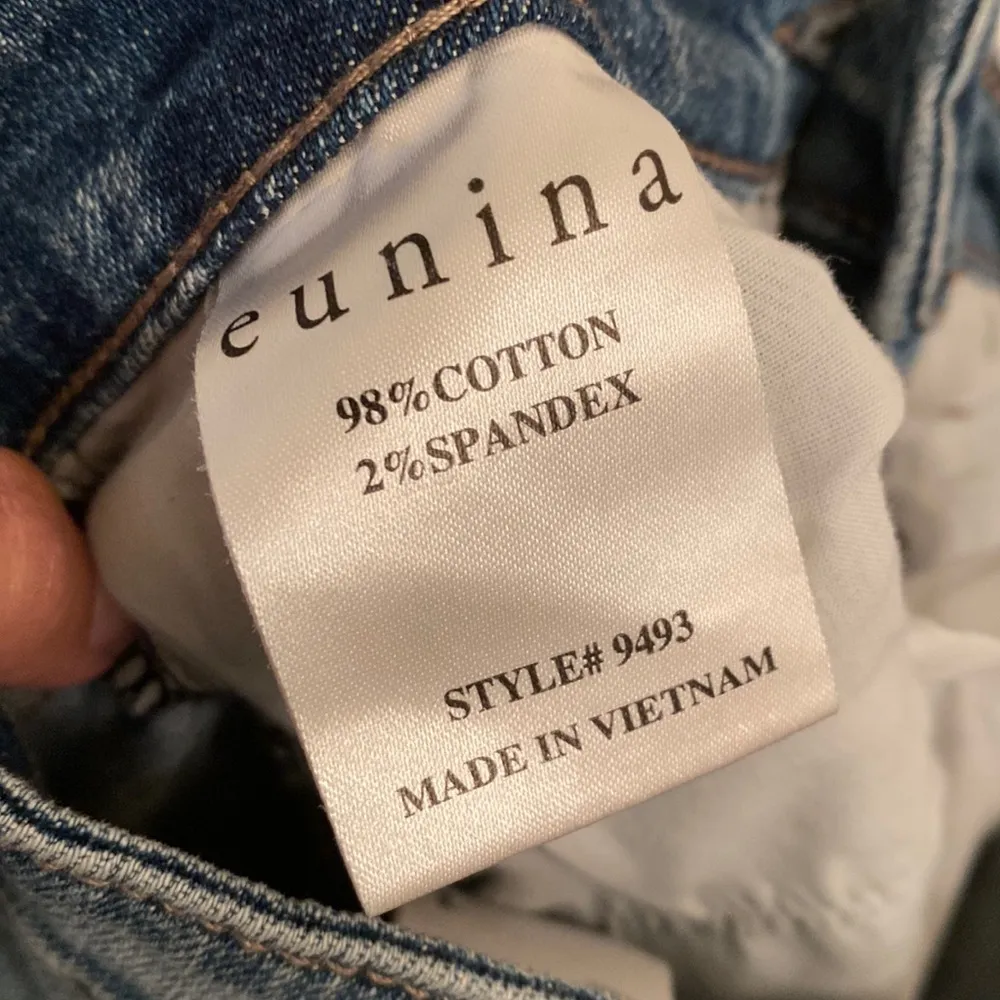 eunina
98%COTTON
2%SPANDEX
STYLE# 9493
MADE IN VIETNAM